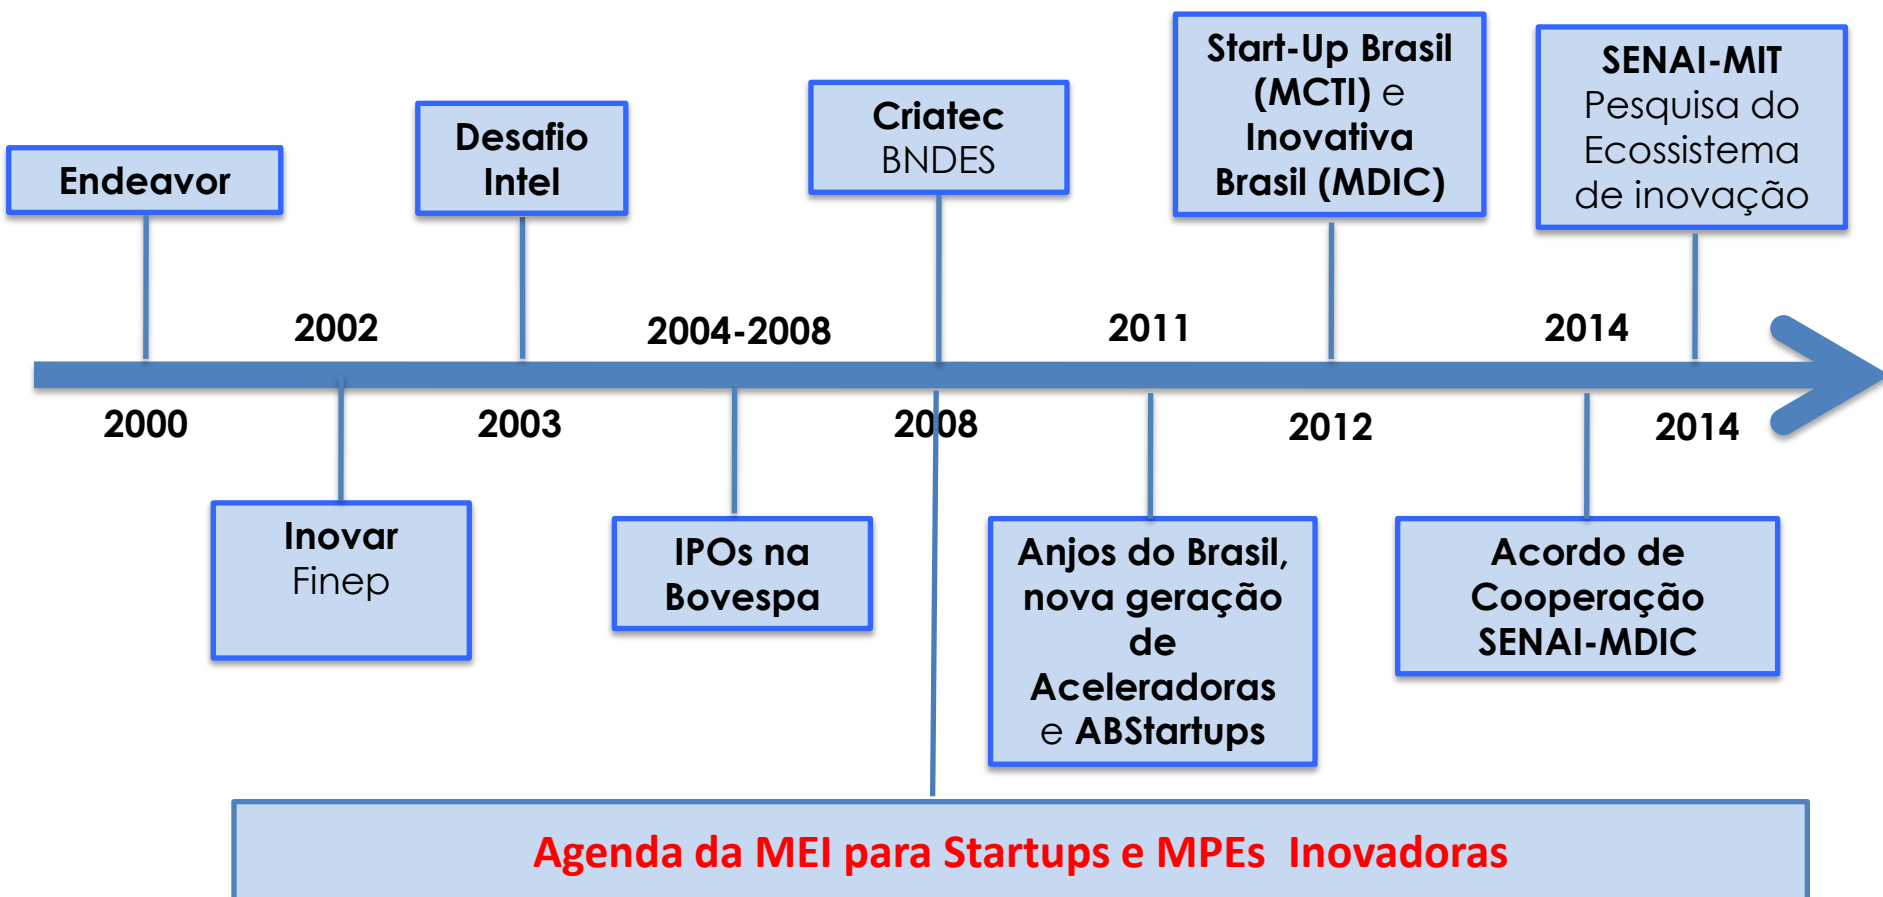 Endeavor
Desafio
Intel
Criatec
BNDES
Start-Up Brasil
(MCTI) e
Inovativa
Brasil (MDIC)
SENAI-MIT
Pesquisa do
Ecossistema
de inovação
2002
2004-2008
2011
2014
2000
2003
2008
2012
2014
Inovar
Finep
IPOs na
Bovespa
Anjos do Brasil,
nova geração
de
Aceleradoras
e ABStartups
Acordo de
Cooperação
SENAI-MDIC
Agenda da MEI para Startups e MPEs Inovadoras